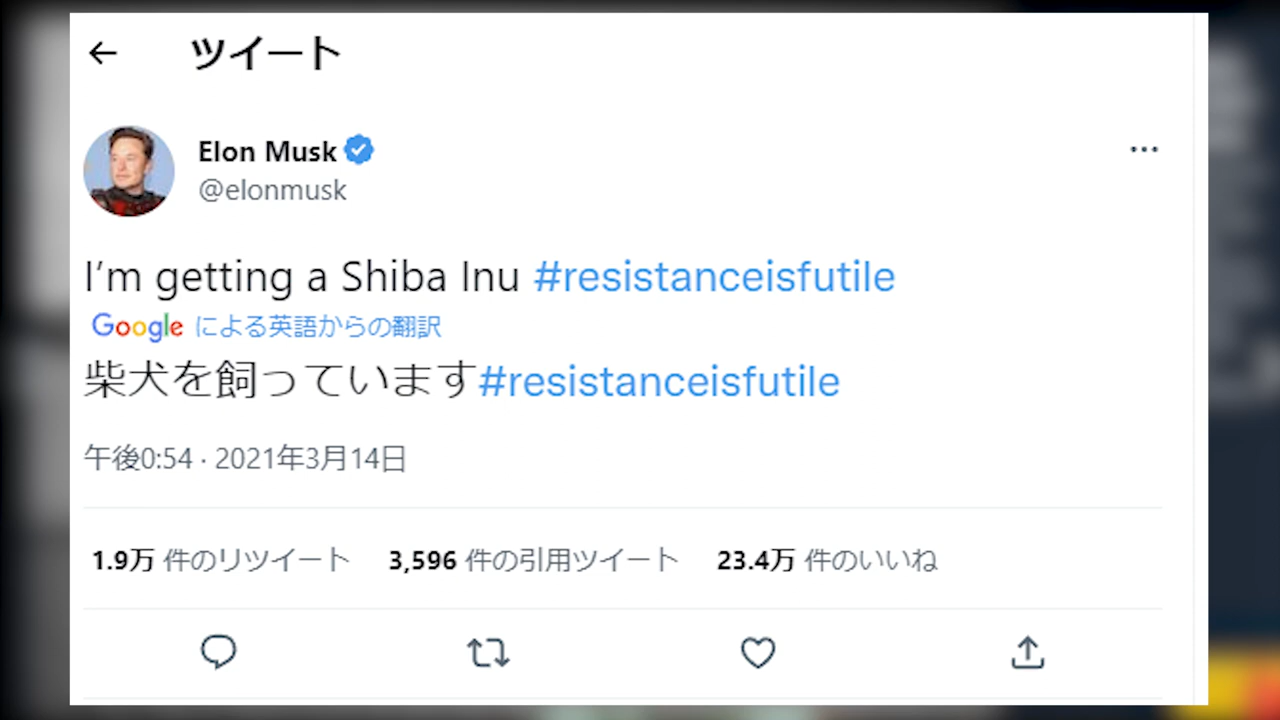 ツイート
Elon Musk
@elonmusk
I’m getting a Shiba Inu #resistanceisfutile
Google による英語からの翻訳
柴犬を飼っています#resistanceisfutile
午後0:54 · 2021年3月14日
1.9万 件のリツイート 3,596 件の引用ツイート 23.4万 件のいいね